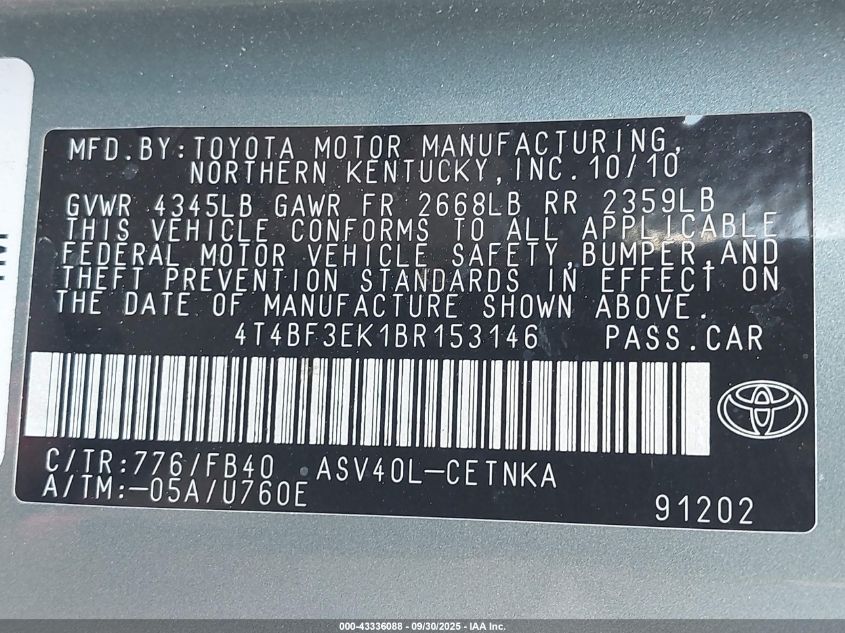 MFD.BY:TOYOTA MOTOR MANUFACTURING,
NORTHERN KENTUCKY,INC.10/10
GVWR 4345LB GAWR FR 2668LB RR 2359LB
THIS VEHICLE CONFORMS TO ALL APPLICABLE
FEDERAL MOTOR VEHICLE SAFETY,BUMPER,AND
THEFT PREVENTION STANDARDS IN EFFECT ON
THE DATE OF MANUFACTURE SHOWN ABOVE.
4T4BF3EK1BR153146 PASS.CAR
C/TR:776/FB40 ASV40L-CETNKA
A/TM:-05A/U760E
91202
000-43336088 - 09/30/2025 - IAA Inc.